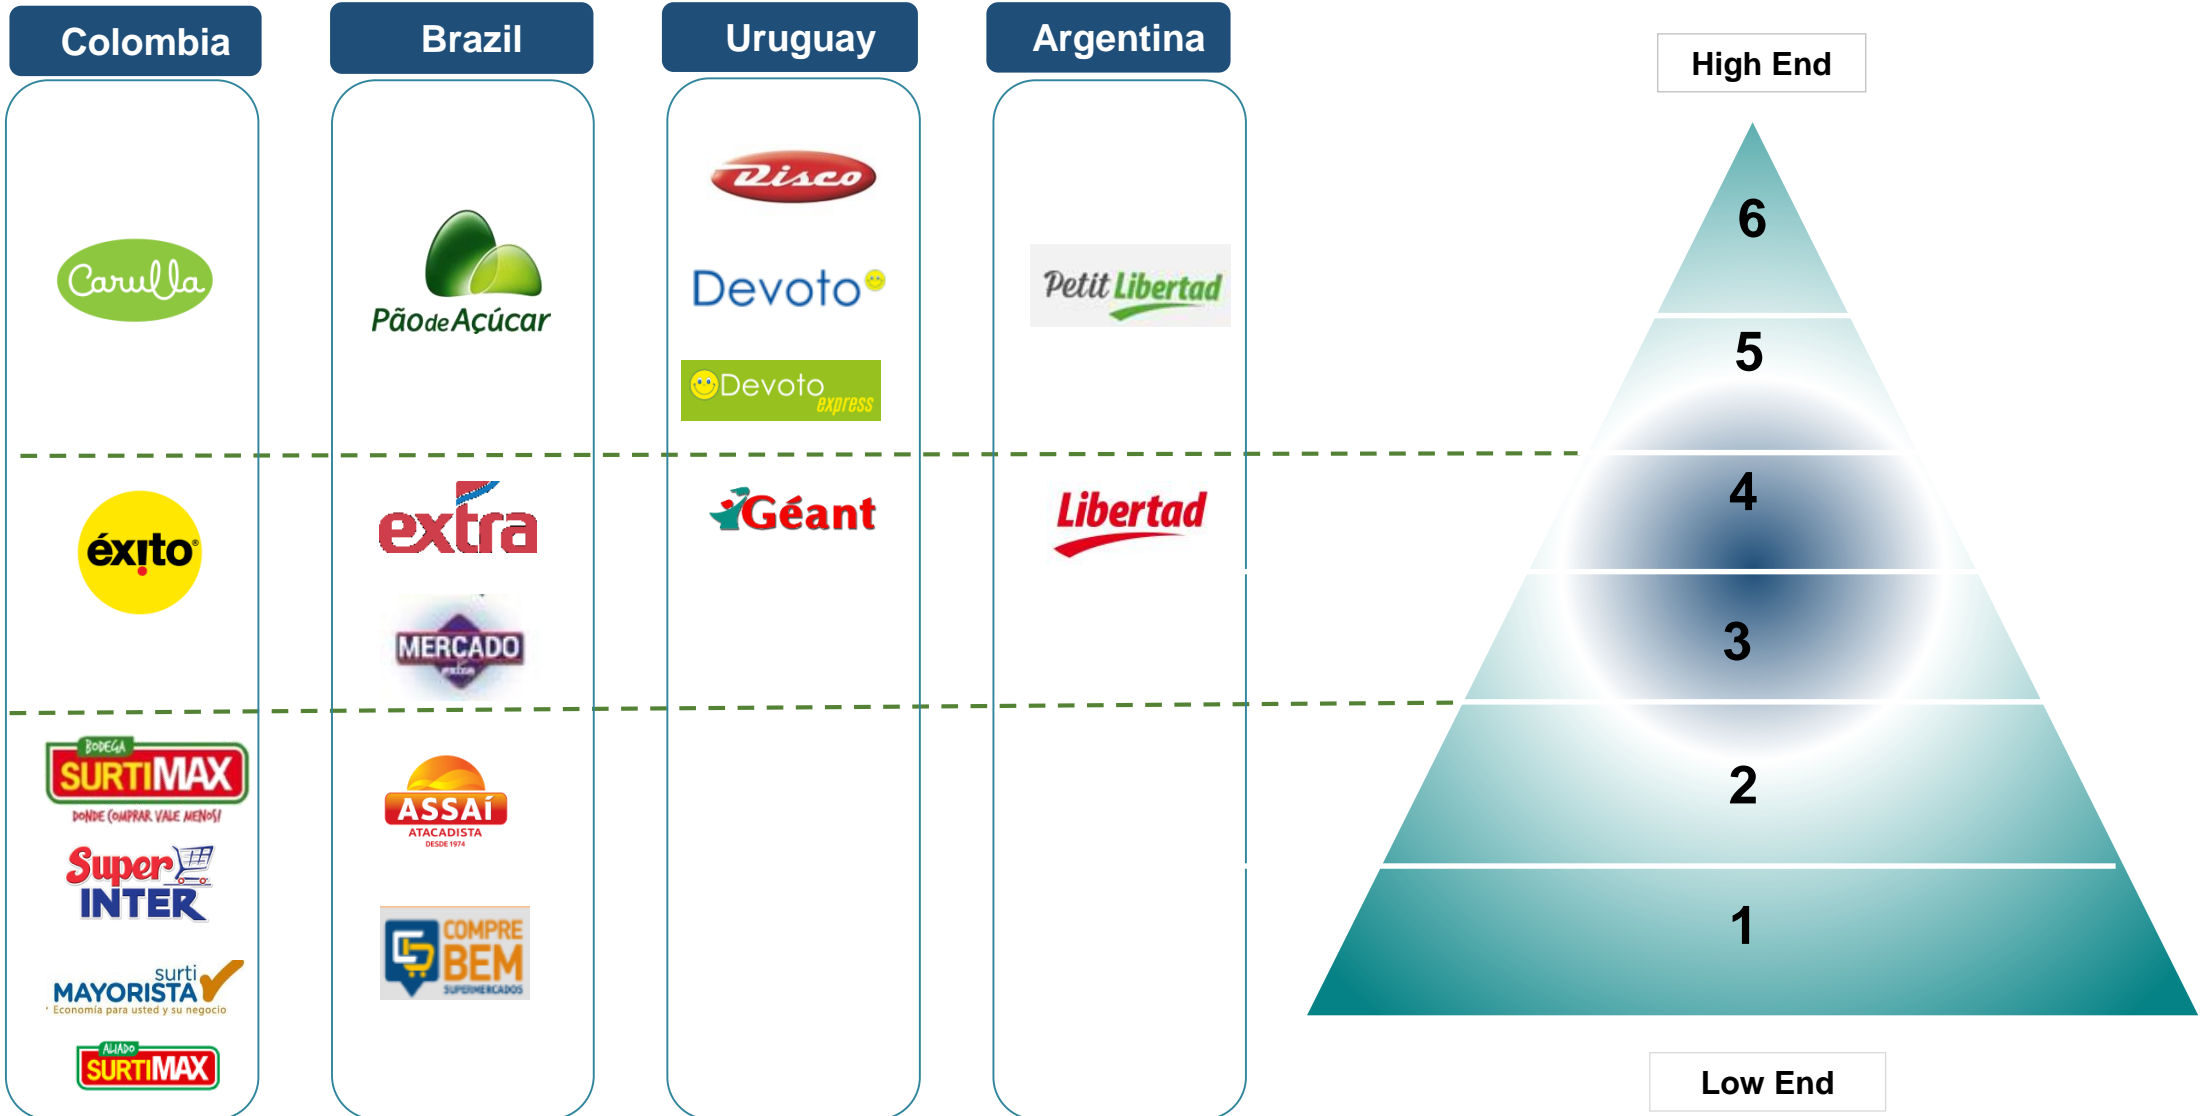 Colombia
Brazil
Uruguay
Argentina
High End
Carulla
Pão de Açúcar
Disco
Devoto
Devoto
express
Petit Libertad
éxito®
extra
MERCADO
extra
Géant
Libertad
BODEGA
SURTIMAX
DONDE COMPRAR VALE MENOS!
Super
INTER
surti
MAYORISTA
Economía para usted y su negocio
ALIADO
SURTIMAX
ASSAÍ
ATACADISTA
DESDE 1974
COMPRE
BEM
SUPERMERCADOS
6
5
4
3
2
1
Low End